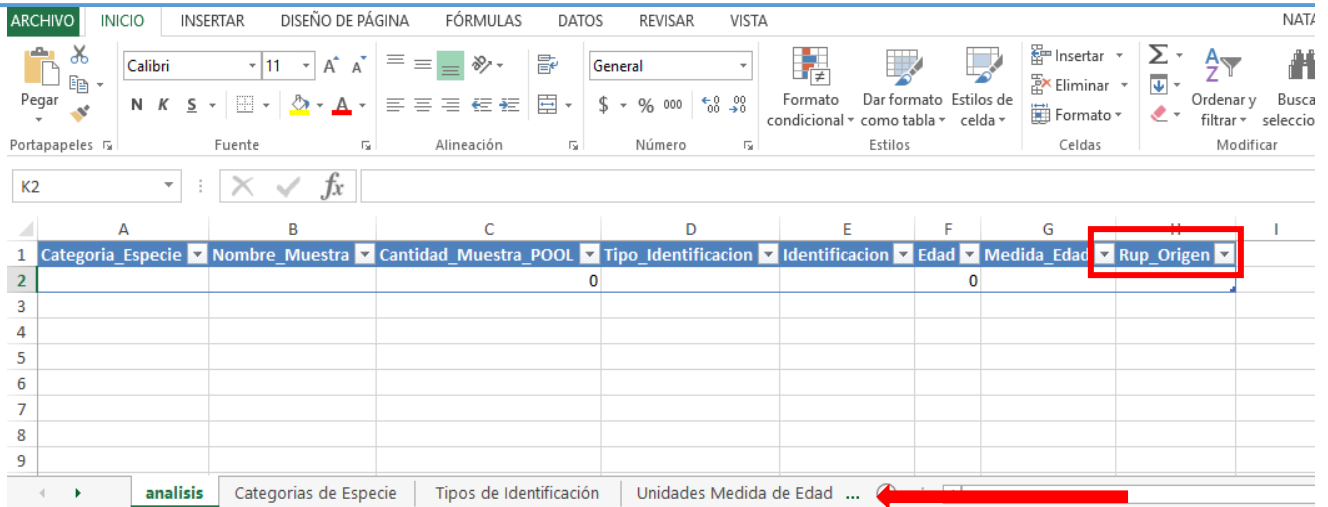 ARCHIVO INICIO INSERTAR DISEÑO DE PÁGINA FÓRMULAS DATOS REVISAR VISTA NATA
Calibri 11 A A General Insertar
Pegar N K S A $ % 000 Formato condicional Dar formato como tabla Estilos de celda Eliminar Formato Ordenar y filtrar Busca seleccio
Portapapeles Fuente Alineación Número Estilos Celdas Modificar
K2 fx
A B C D E F G H I
1 Categoria_Especie Nombre_Muestra Cantidad_Muestra_POOL Tipo_Identificacion Identificacion Edad Medida_Edad Rup_Origen
2 0 0
3
4
5
6
7
8
9
analisis Categorias de Especie Tipos de Identificación Unidades Medida de Edad ...